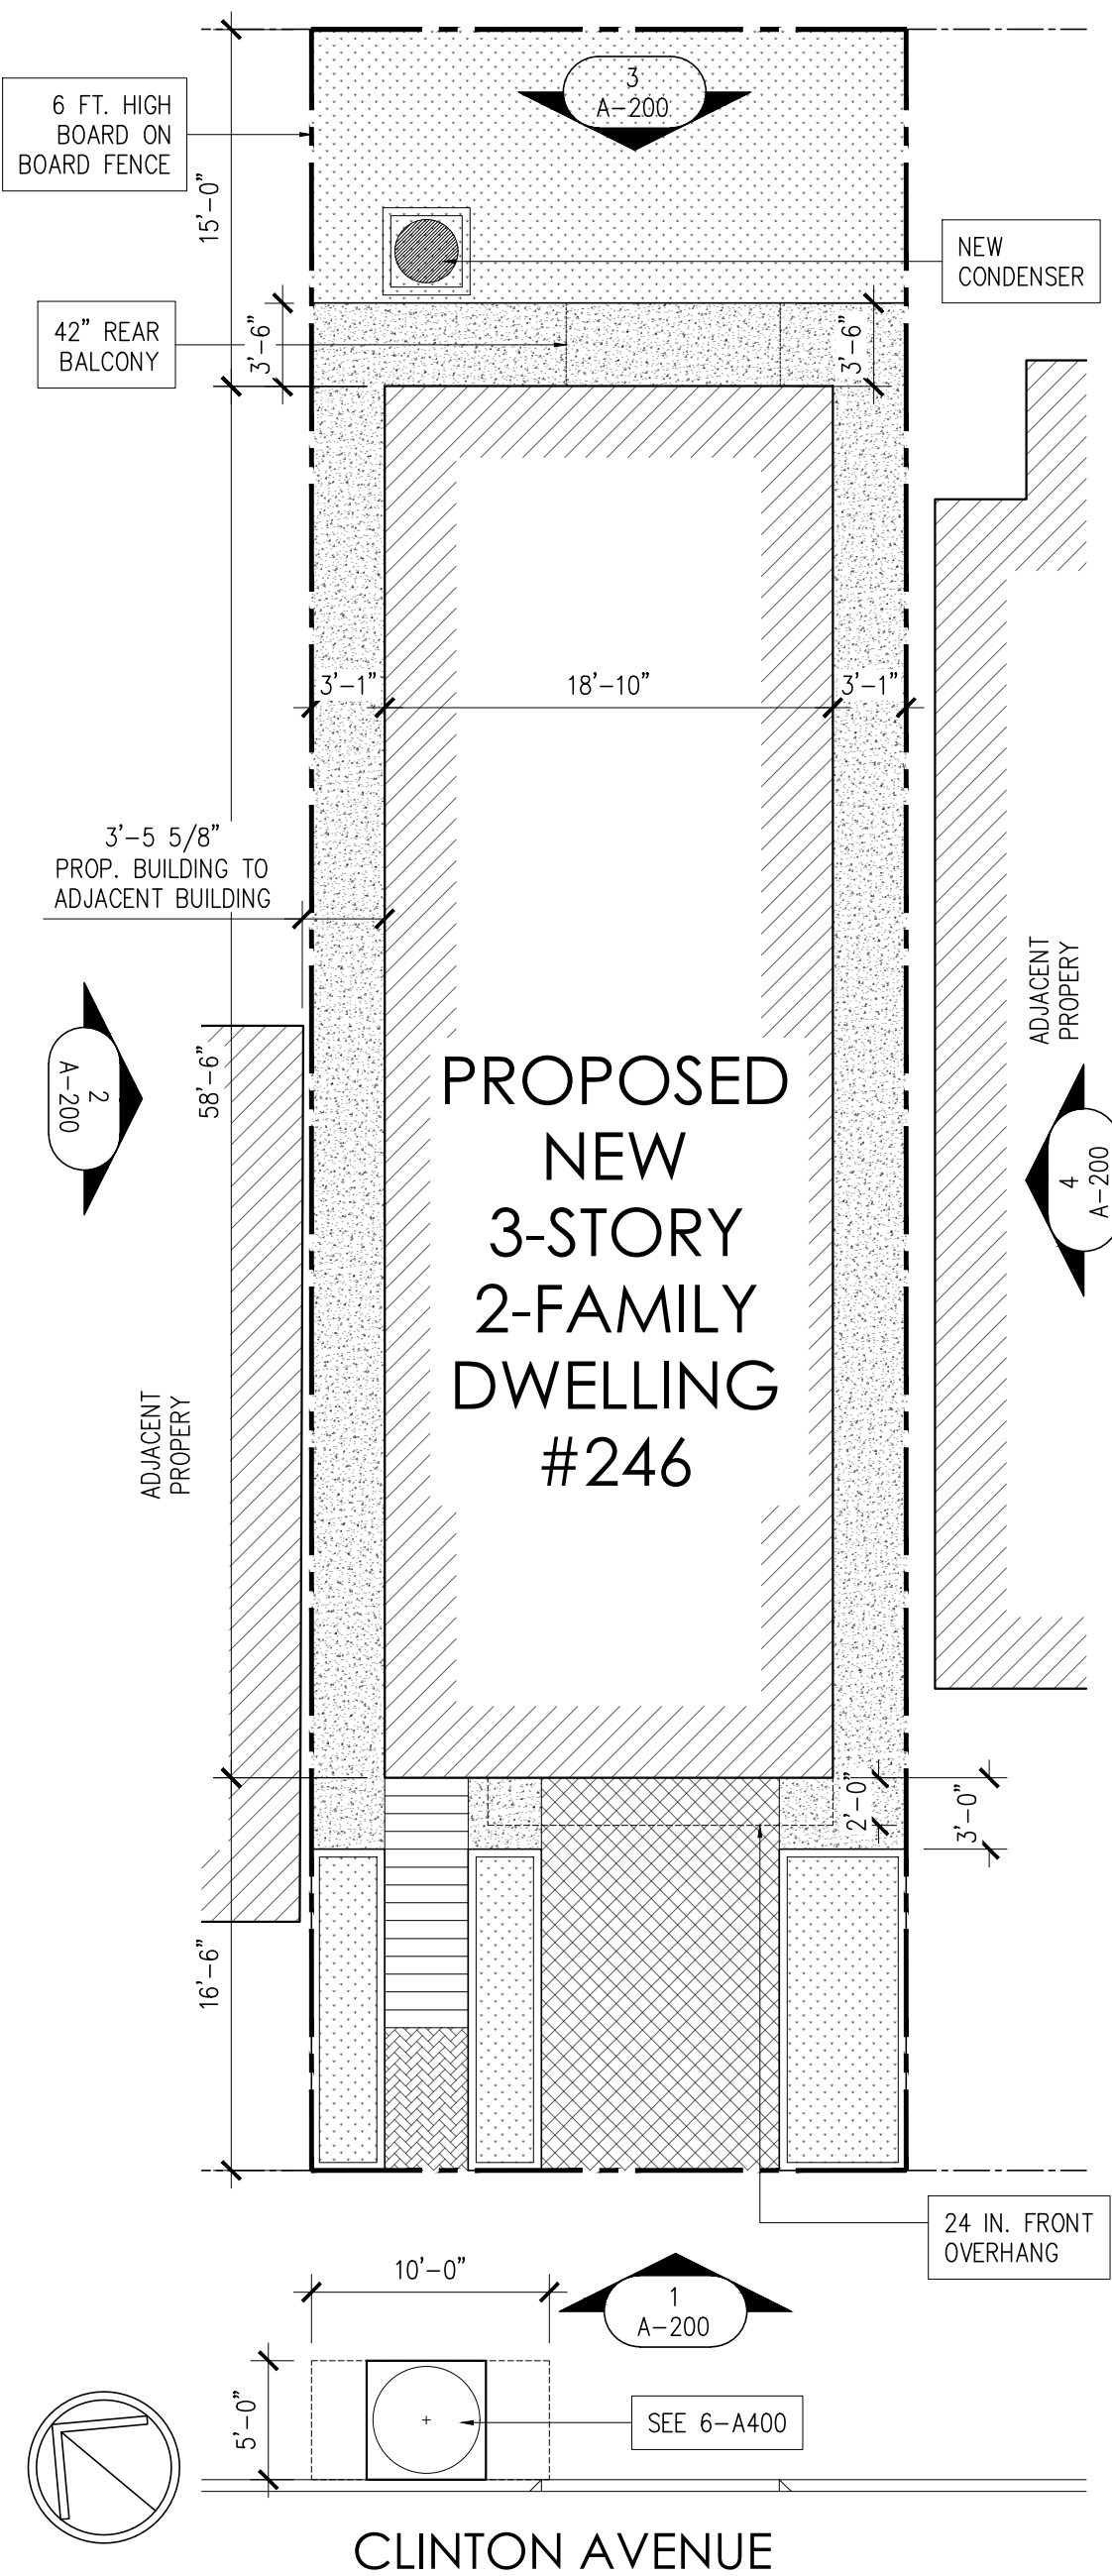 3
A-200
6 FT. HIGH
BOARD ON
BOARD FENCE
15'-0"
NEW
CONDENSER
42" REAR
BALCONY
3'-6"
3'-6"
3'-1"
18'-10"
3'-1"
3'-5 5/8"
PROP. BUILDING TO
ADJACENT BUILDING
ADJACENT
PROPERY
2
A-200
58'-6"
PROPOSED
NEW
3-STORY
2-FAMILY
DWELLING
#246
4
A-200
ADJACENT
PROPERY
2'-0"
3'-0"
16'-6"
24 IN. FRONT
OVERHANG
10'-0"
1
A-200
5'-0"
SEE 6-A400
CLINTON AVENUE